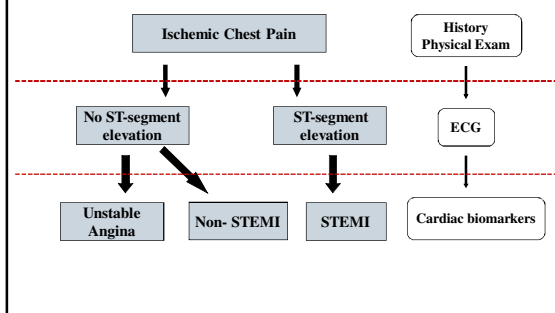 Ischemic Chest Pain
History
Physical Exam
No ST-segment
elevation
ST-segment
elevation
ECG
Unstable
Angina
Non- STEMI
STEMI
Cardiac biomarkers